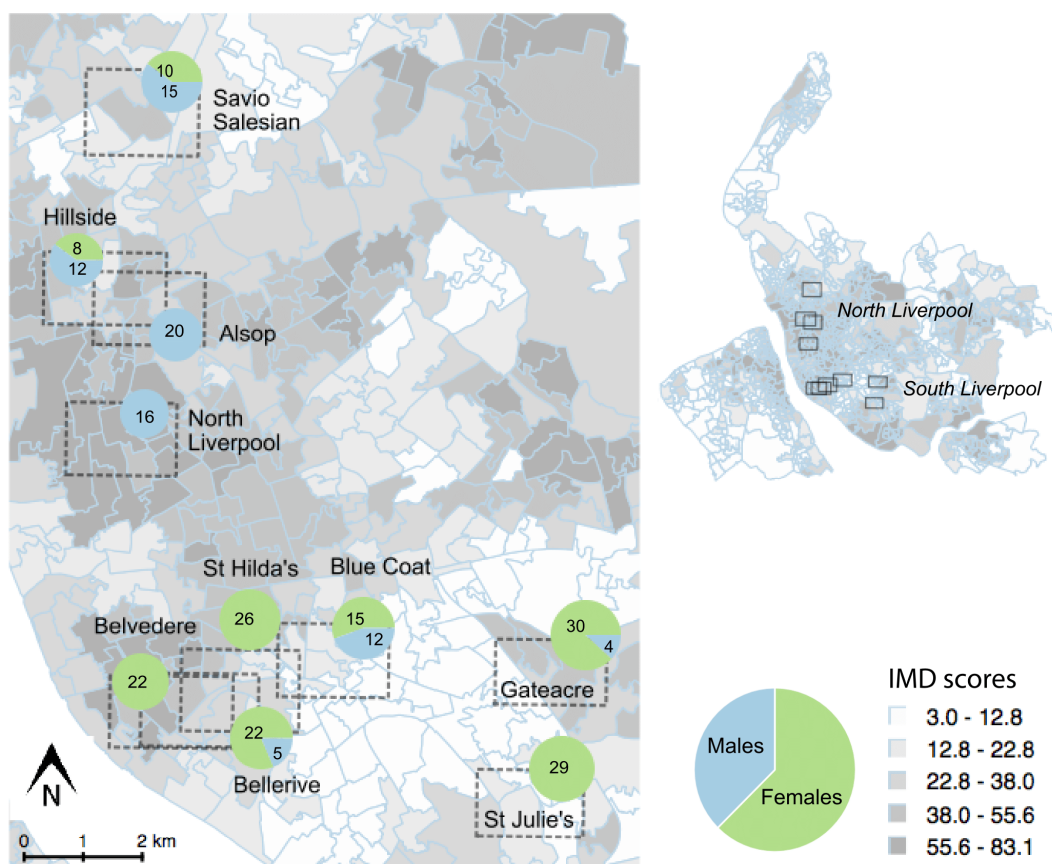 10
15
Savio
Salesian
Hillside
8
12
20
Alsop
16
North
Liverpool
St Hilda's
Blue Coat
26
15
12
Belvedere
30
4
22
Gateacre
22
5
Bellerive
29
St Julie's
N
0 1 2 km
North Liverpool
South Liverpool
Males
Females
IMD scores
3.0 - 12.8
12.8 - 22.8
22.8 - 38.0
38.0 - 55.6
55.6 - 83.1